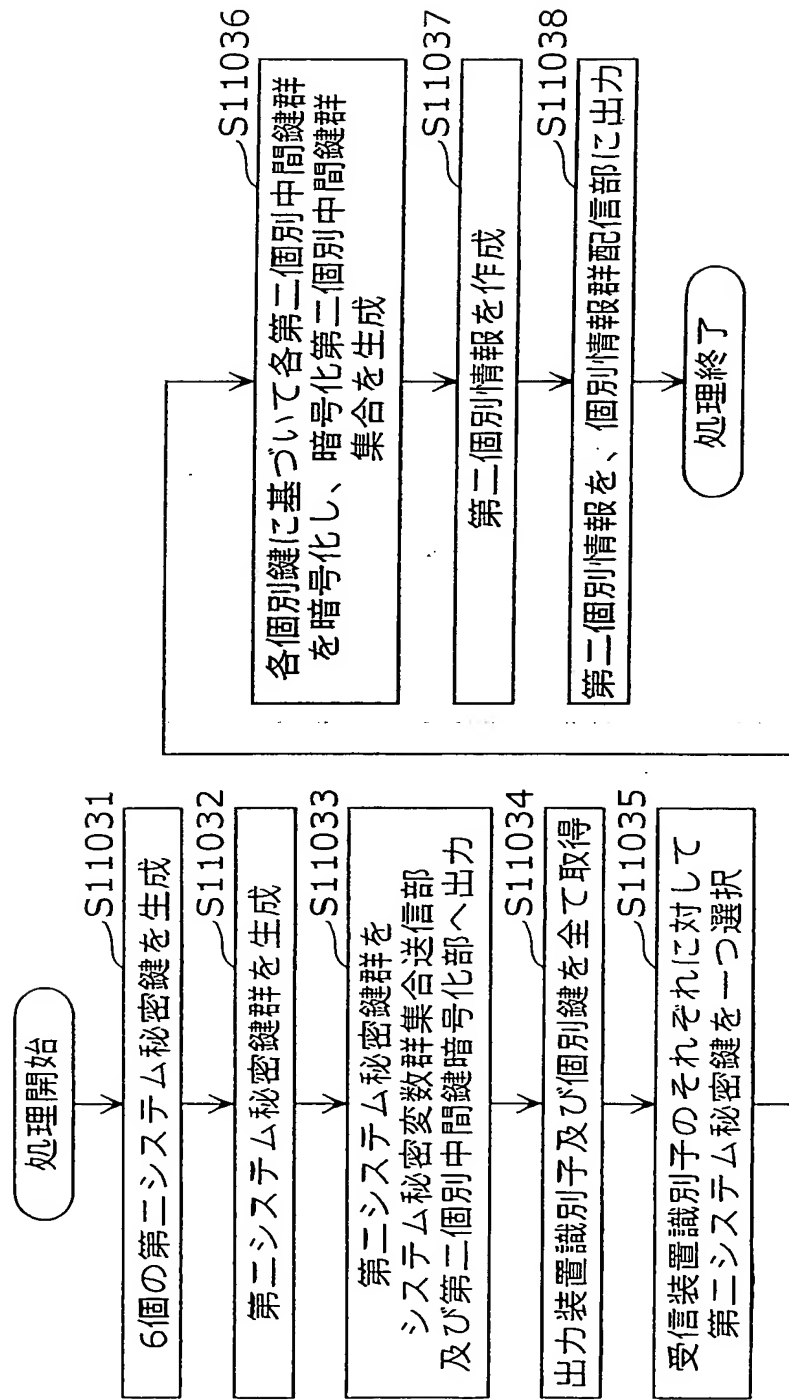 処理開始
S11031
6個の第二システム秘密鍵を生成
S11032
第二システム秘密鍵群を生成
S11033
第二システム秘密鍵群を
システム秘密変数群集合送信部
及び第二個別中間鍵暗号化部へ出力
S11034
出力装置識別子及び個別鍵を全て取得
S11035
受信装置識別子のそれぞれに対して
第二システム秘密鍵を一つ選択
S11036
各個別鍵に基づいて各第二個別中間鍵群
を暗号化し、暗号化第二個別中間鍵群
集合を生成
S11037
第二個別情報を作成
S11038
第二個別情報を、個別情報群配信部に出力
処理終了